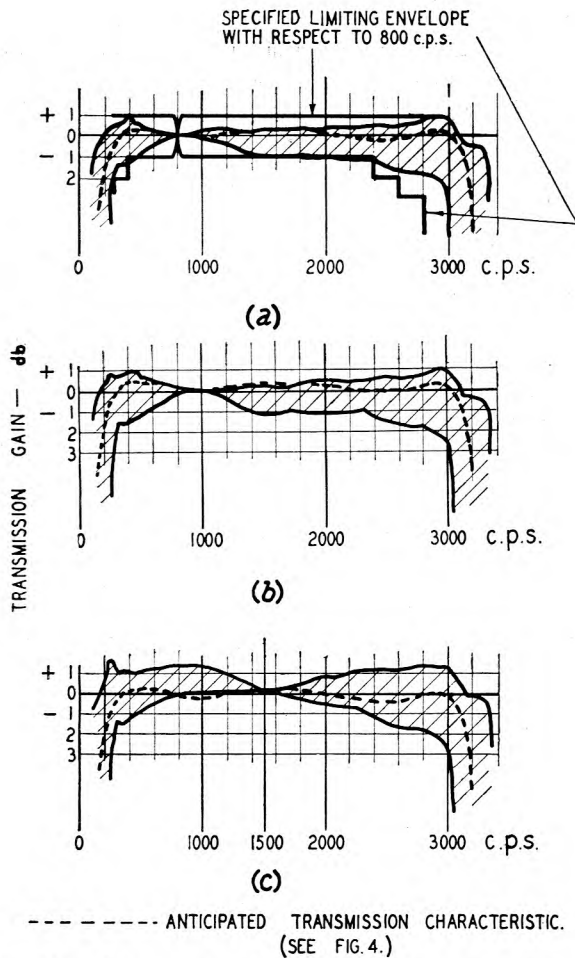 SPECIFIED LIMITING ENVELOPE
WITH RESPECT TO 800 c.p.s.
+ 1
0
- 1
2
0 1000 2000 3000 c.p.s.
(a)
TRANSMISSION GAIN — db
+ 1
0
- 1
2
3
0 1000 2000 3000 c.p.s.
(b)
+ 1
0
- 1
2
3
0 1000 1500 2000 3000 c.p.s.
(c)
ANTICIPATED TRANSMISSION CHARACTERISTIC.
(SEE FIG. 4.)